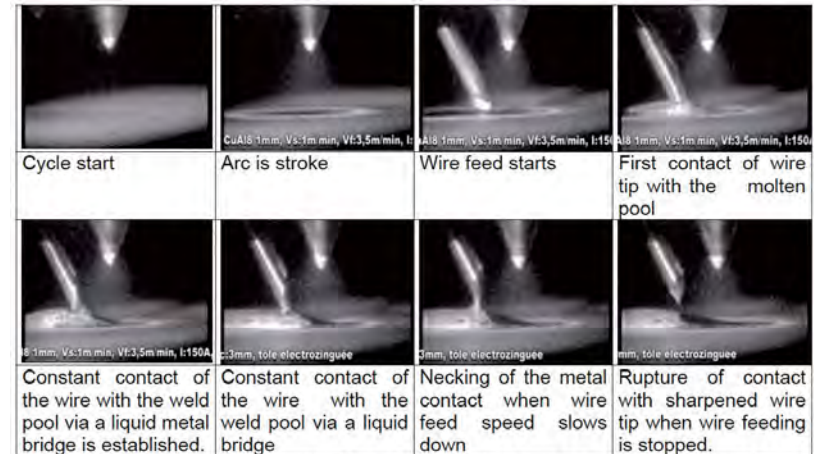 CuAl8 1mm, Vs:1m min, Vf:3,5m/min, I:
Al8 1mm, Vs:1m min, Vf:3,5m/min, I:150
Al8 1mm, Vs:1m min, Vf:3,5m/min, I:150A,
Cycle start
Arc is stroke
Wire feed starts
First contact of wire
tip with the molten
pool
l8 1mm, Vs:1m min, Vf:3,5m/min, I:150A,
c:3mm, tole electrozinguee
3mm, tole electrozinguee
mm, tole electrozinguee
Constant contact of
the wire with the weld
pool via a liquid metal
bridge is established.
Constant contact of
the wire with the
weld pool via a liquid
bridge
Necking of the metal
contact when wire
feed speed slows
down
Rupture of contact
with sharpened wire
tip when wire feeding
is stopped.